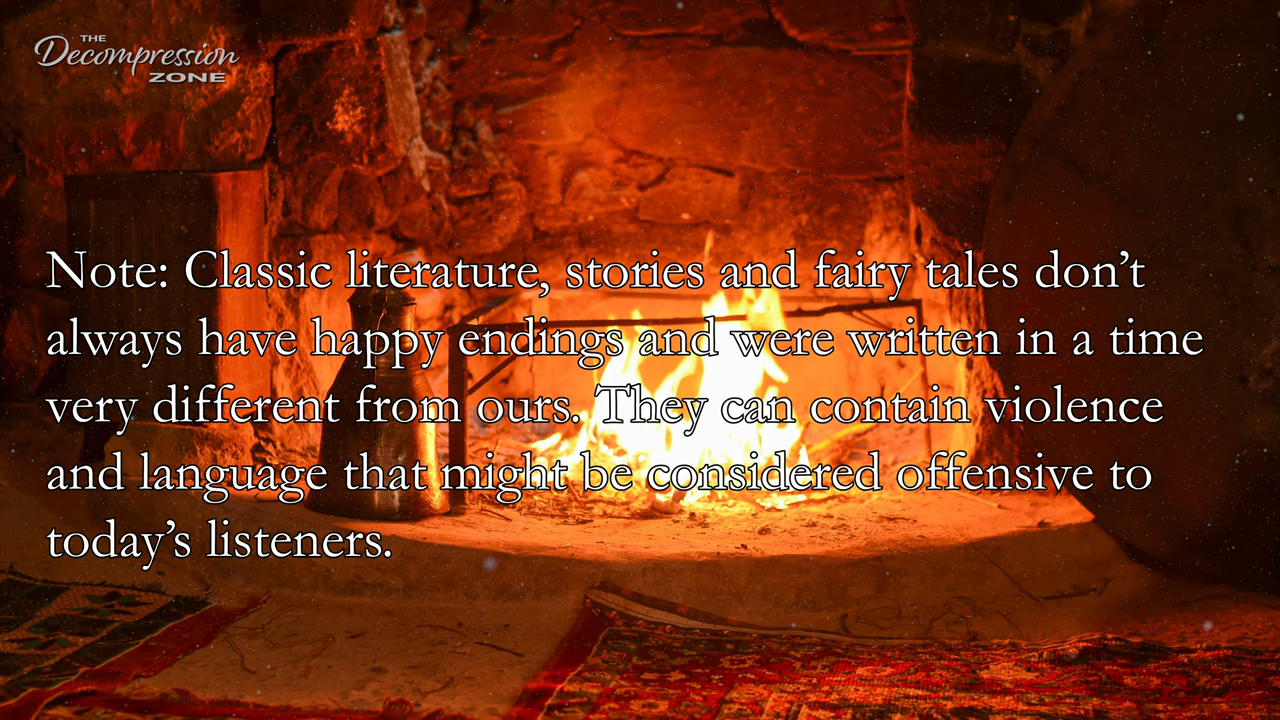 THE
Decompression
ZONE
Note: Classic literature, stories and fairy tales don’t
always have happy endings and were written in a time
very different from ours. They can contain violence
and language that might be considered offensive to
today’s listeners.